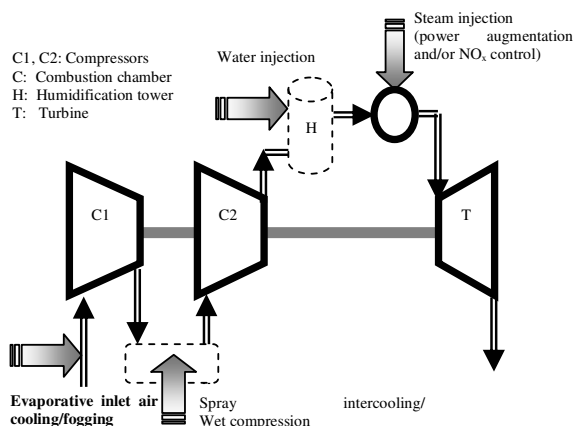 Steam injection
(power augmentation
and/or NOx control)
Water injection
C1, C2: Compressors
C: Combustion chamber
H: Humidification tower
T: Turbine
H
C1
C2
T
Evaporative inlet air
cooling/fogging
Spray intercooling/
Wet compression